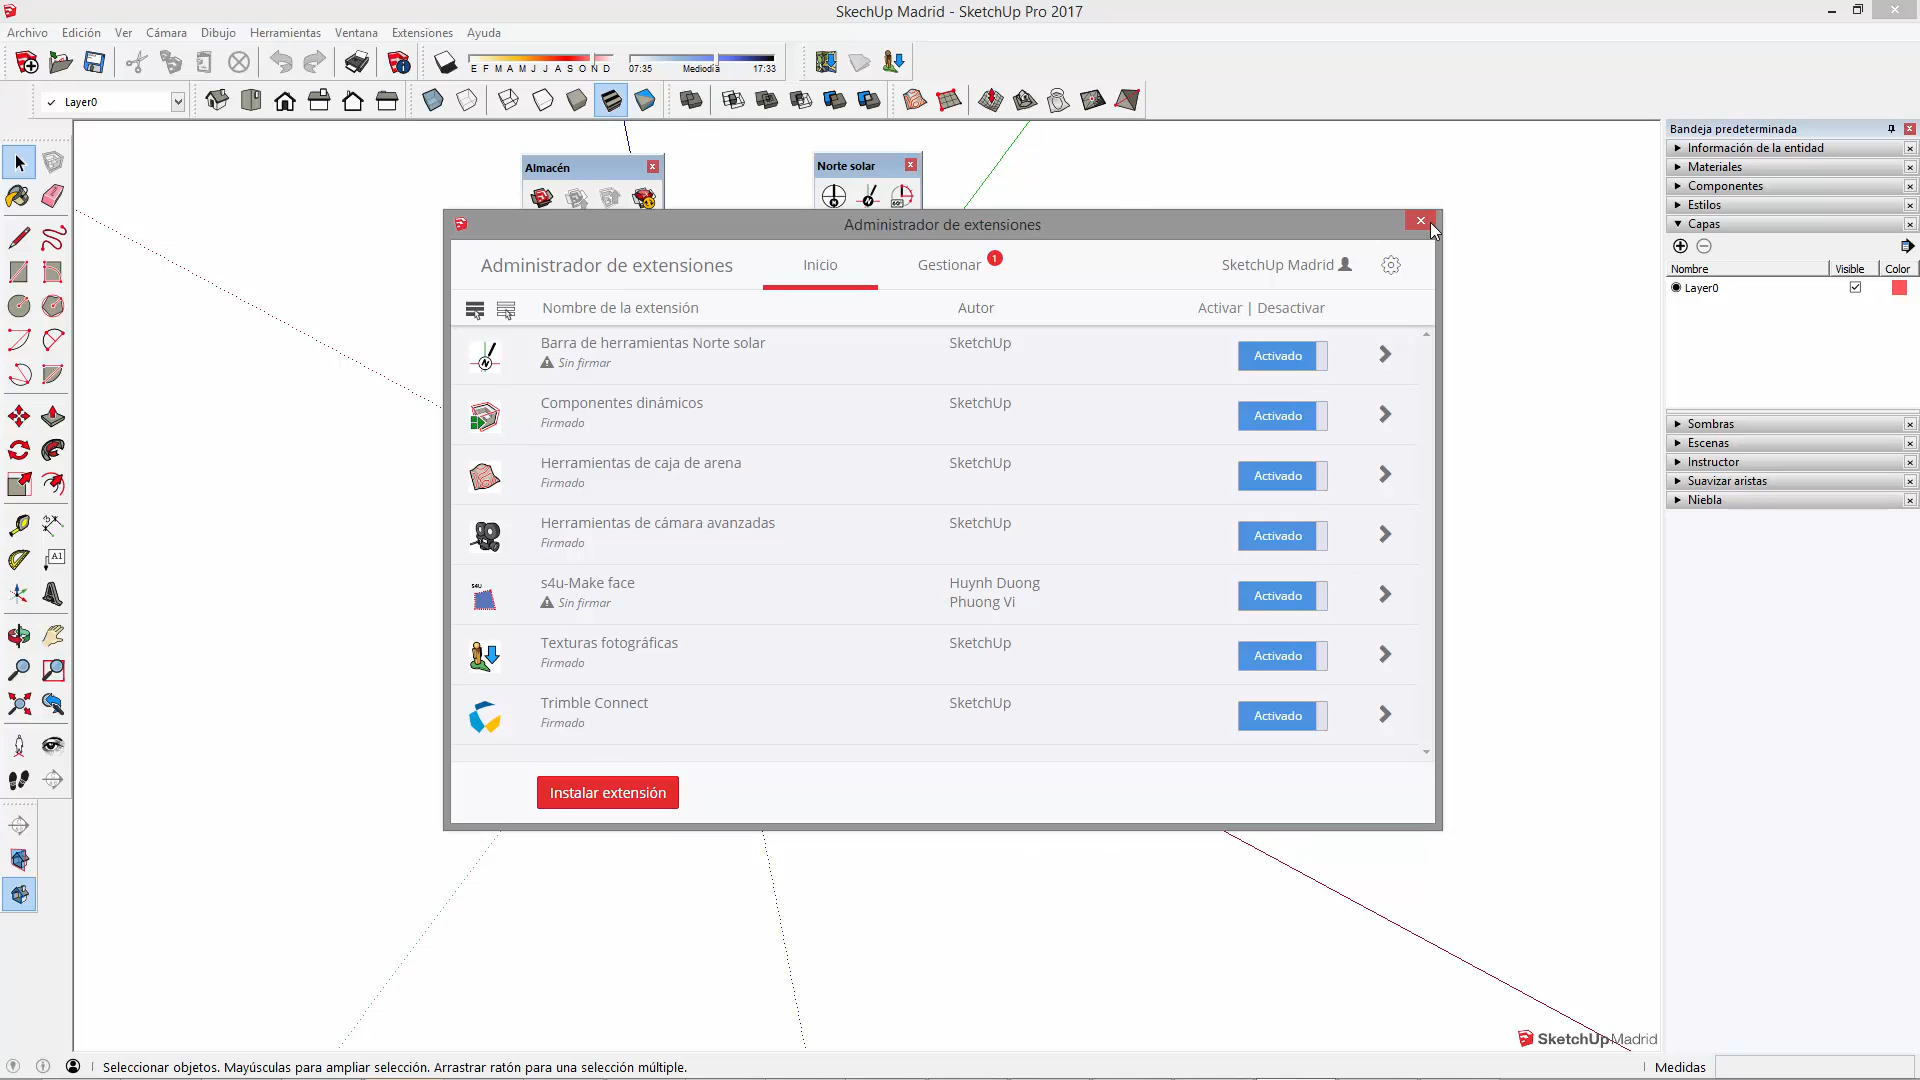 SkechUp Madrid - SketchUp Pro 2017
Archivo Edición Ver Cámara Dibujo Herramientas Ventana Extensiones Ayuda
E F M A M J J A S O N D
07:35 Mediodía 17:33
Layer0
Almacén
Norte solar
A1
Administrador de extensiones
Administrador de extensiones Inicio Gestionar 1 SketchUp Madrid
Nombre de la extensión Autor Activar | Desactivar
Barra de herramientas Norte solar SketchUp Activado
Sin firmar
Componentes dinámicos SketchUp Activado
Firmado
Herramientas de caja de arena SketchUp Activado
Firmado
Herramientas de cámara avanzadas SketchUp Activado
Firmado
S4U
s4u-Make face Huynh Duong Activado
Sin firmar Phuong Vi
Texturas fotográficas SketchUp Activado
Firmado
Trimble Connect SketchUp Activado
Firmado
Instalar extensión
Bandeja predeterminada
Información de la entidad
Materiales
Componentes
Estilos
Capas
Nombre Visible Color
Layer0
Sombras
Escenas
Instructor
Suavizar aristas
Niebla
SketchUpMadrid
Seleccionar objetos. Mayúsculas para ampliar selección. Arrastrar ratón para una selección múltiple.
Medidas